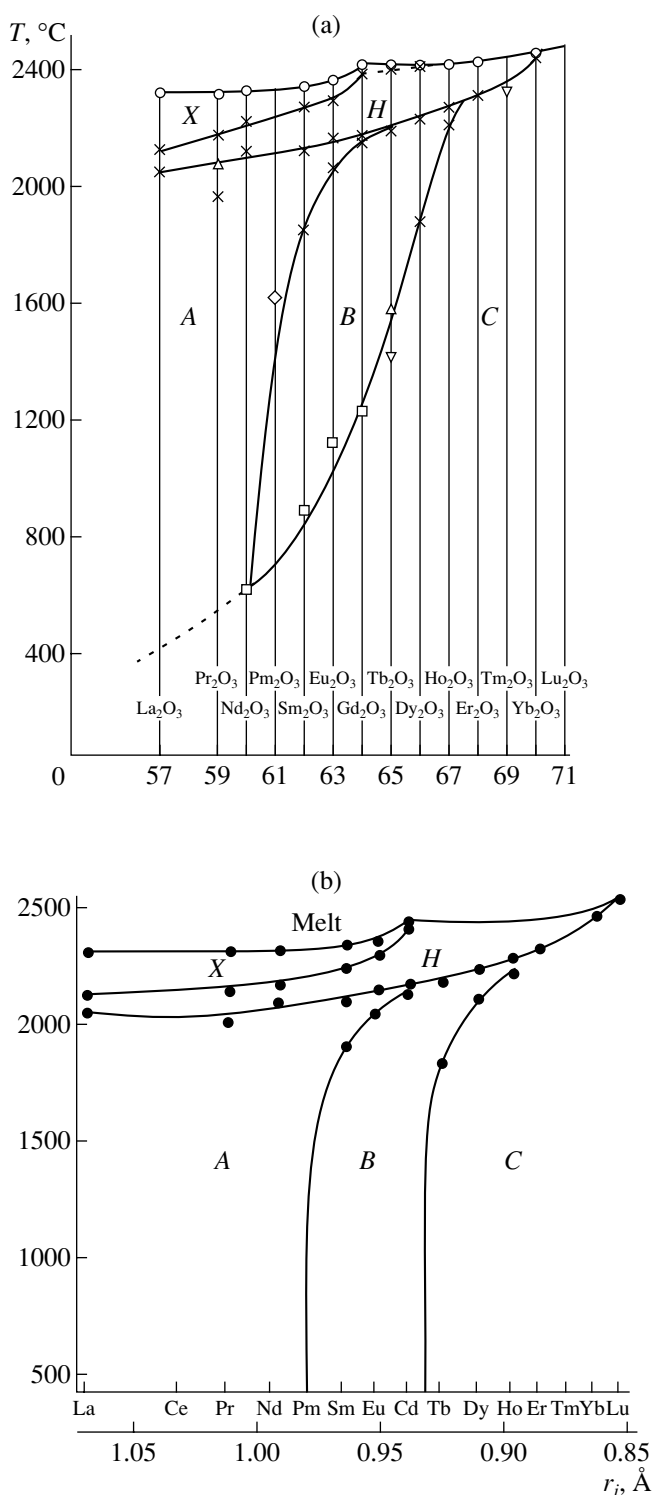 (a)
T, °C
2400
X
H
2000
1600
A
B
C
1200
800
400
Pr2O3 Pm2O3 Eu2O3 Tb2O3 Ho2O3 Tm2O3 Lu2O3
La2O3 Nd2O3 Sm2O3 Gd2O3 Dy2O3 Er2O3 Yb2O3
0 57 59 61 63 65 67 69 71
(b)
2500
Melt
X
H
2000
1500
A
B
C
1000
500
La Ce Pr Nd Pm Sm Eu Cd Tb Dy Ho Er Tm Yb Lu
1.05 1.00 0.95 0.90 0.85
ri, Å